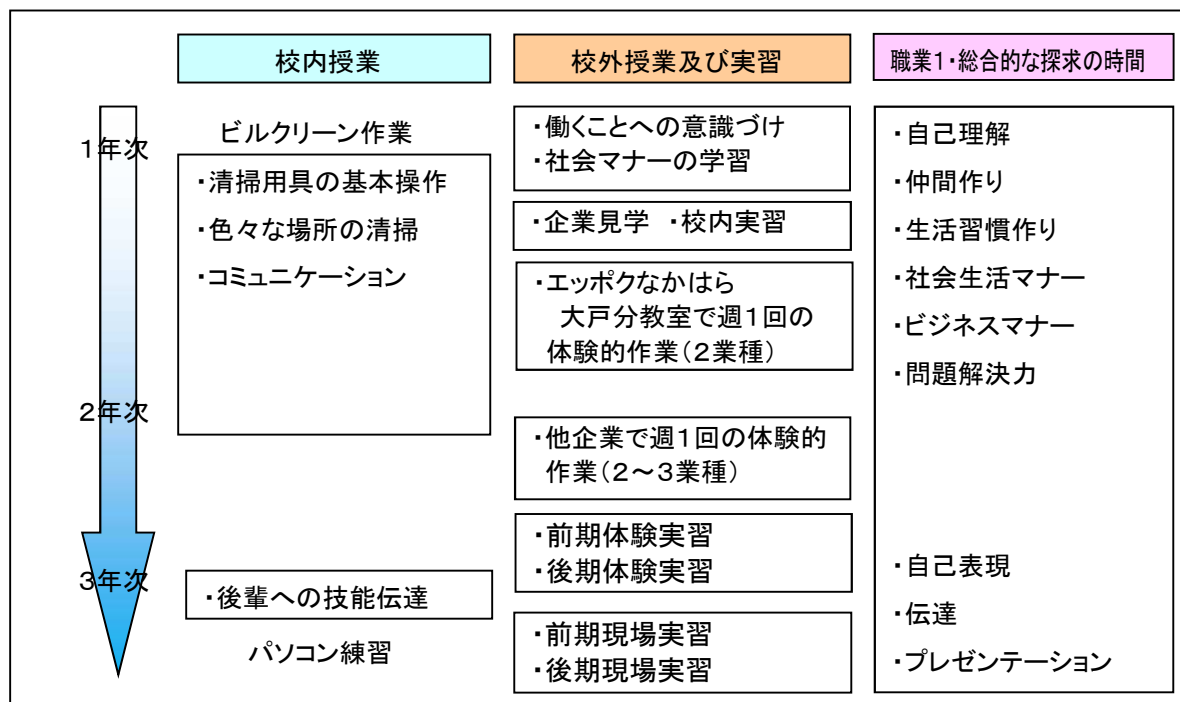 校内授業
校外授業及び実習
職業1・総合的な探求の時間
1年次
2年次
3年次
ビルクリーン作業
・清掃用具の基本操作
・色々な場所の清掃
・コミュニケーション
・後輩への技能伝達
パソコン練習
・働くことへの意識づけ
・社会マナーの学習
・企業見学 ・校内実習
・エッポクなかはら
大戸分教室で週1回の
体験的作業(2業種)
・他企業で週1回の体験的
作業(2~3業種)
・前期体験実習
・後期体験実習
・前期現場実習
・後期現場実習
・自己理解
・仲間作り
・生活習慣作り
・社会生活マナー
・ビジネスマナー
・問題解決力
・自己表現
・伝達
・プレゼンテーション